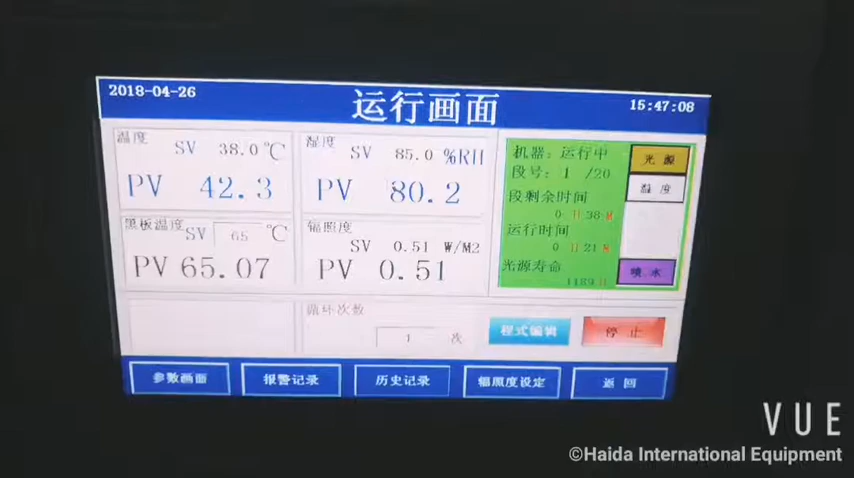 2018-04-26
运行画面
15:47:08
温度
SV 38.0℃
PV 42.3
湿度
SV 85.0 %RH
PV 80.2
黑板温度
SV 65 ℃
PV 65.07
辐照度
SV 0.51 W/M2
PV 0.51
机器: 运行中
段号: 1 /20
段剩余时间
0 H 38 M
运行时间
0 H 21 M
光源寿命
1189 H
光源
温度
喷水
循环次数
1 次
程式编辑
停止
参数画面
报警记录
历史记录
辐照度设定
返回
VUE
©Haida International Equipment